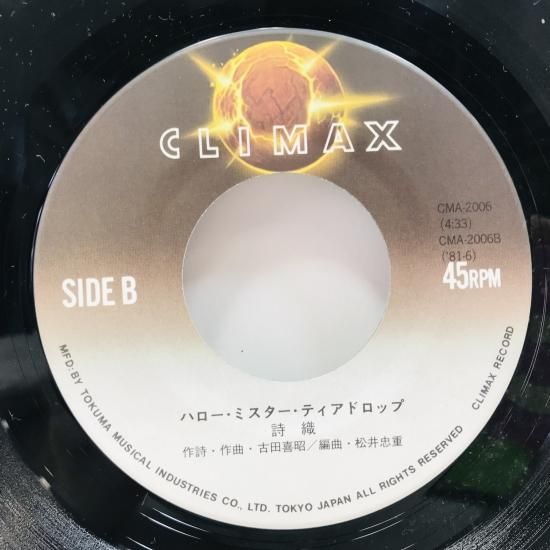 CLIMAX
CMA-2006
(4:33)
CMA-2006B
('81・6)
SIDE B
45RPM
ハロー・ミスター・ティアドロップ
詩織
作詩・作曲・古田喜昭／編曲・松井忠重
MFD: BY TOKUMA MUSICAL INDUSTRIES CO., LTD. TOKYO JAPAN ALL RIGHTS RESERVED CLIMAX RECORD